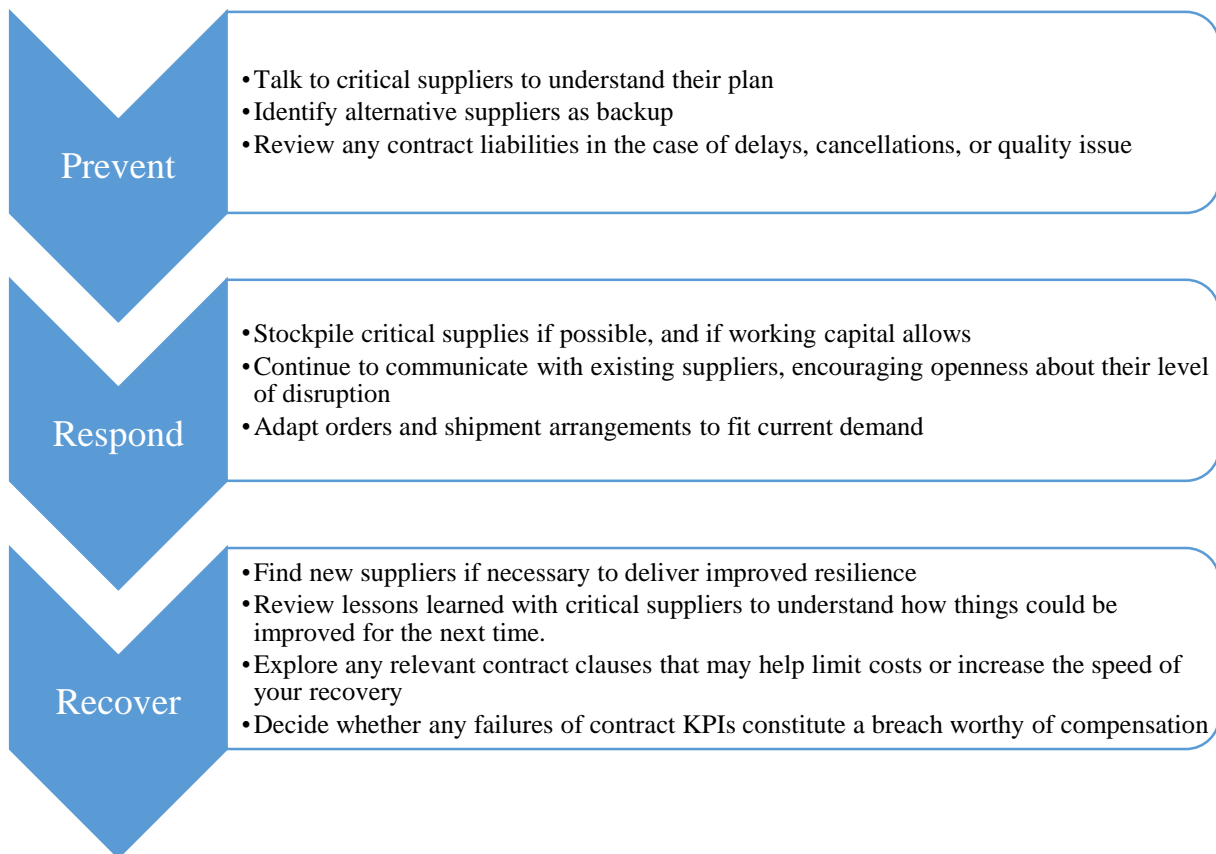 Prevent
•Talk to critical suppliers to understand their plan
•Identify alternative suppliers as backup
•Review any contract liabilities in the case of delays, cancellations, or quality issue
Respond
•Stockpile critical supplies if possible, and if working capital allows
•Continue to communicate with existing suppliers, encouraging openness about their level
of disruption
•Adapt orders and shipment arrangements to fit current demand
Recover
•Find new suppliers if necessary to deliver improved resilience
•Review lessons learned with critical suppliers to understand how things could be
improved for the next time.
•Explore any relevant contract clauses that may help limit costs or increase the speed of
your recovery
•Decide whether any failures of contract KPIs constitute a breach worthy of compensation